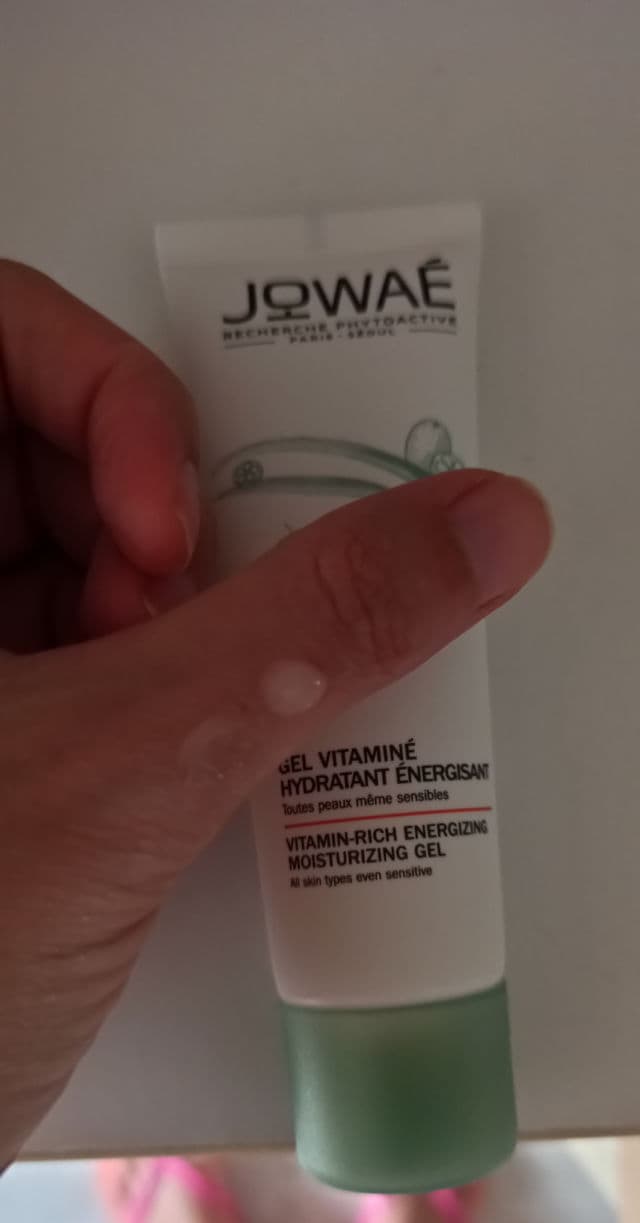 JOWAÉ
RECHERCHE PHYTOACTIVE
PARIS - SÉOUL
GEL VITAMINÉ
HYDRATANT ÉNERGISANT
Toutes peaux même sensibles
VITAMIN-RICH ENERGIZING
MOISTURIZING GEL
All skin types even sensitive